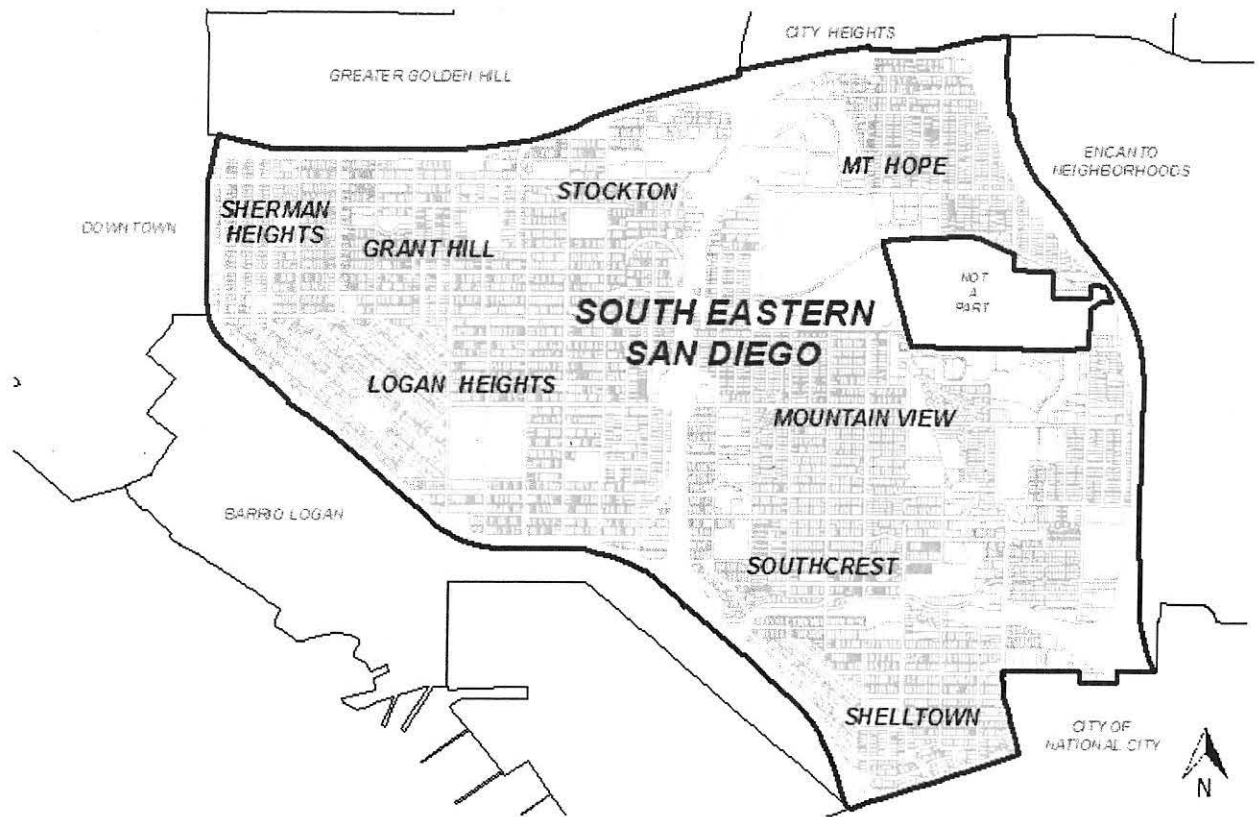 CITY HEIGHTS
GREATER GOLDEN HILL
ENCANTO
NEIGHBORHOODS
MT HOPE
STOCKTON
SHERMAN
HEIGHTS
DOWNTOWN
GRANT HILL
NOT
A
PART
SOUTH EASTERN
SAN DIEGO
LOGAN HEIGHTS
MOUNTAIN VIEW
BARRIO LOGAN
SOUTHCREST
SHELLTOWN
CITY OF
NATIONAL CITY
N